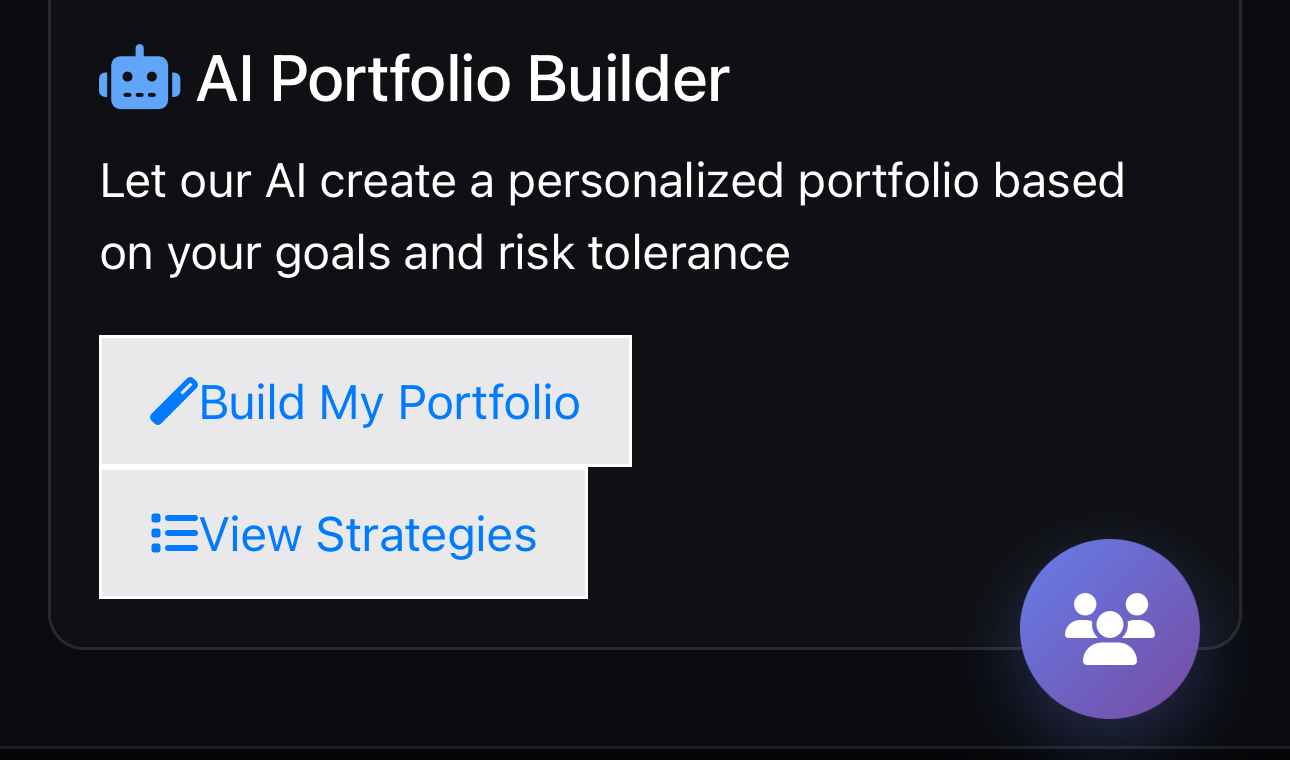 AI Portfolio Builder
Let our AI create a personalized portfolio based
on your goals and risk tolerance
Build My Portfolio
View Strategies